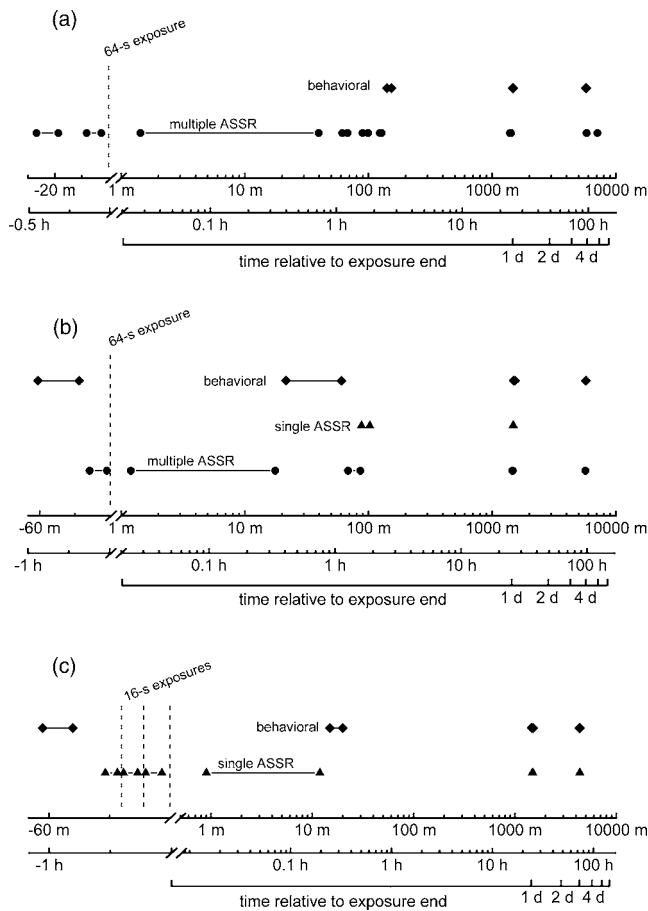 (a)
64-s exposure
behavioral
multiple ASSR
-20 m 1 m 10 m 100 m 1000 m 10000 m
-0.5 h 0.1 h 1 h 10 h 100 h
time relative to exposure end 1 d 2 d 4 d
(b)
64-s exposure
behavioral
single ASSR
multiple ASSR
-60 m 1 m 10 m 100 m 1000 m 10000 m
-1 h 0.1 h 1 h 10 h 100 h
time relative to exposure end 1 d 2 d 4 d
(c)
16-s exposures
behavioral
single ASSR
-60 m 1 m 10 m 100 m 1000 m 10000 m
-1 h 0.1 h 1 h 10 h 100 h
time relative to exposure end 1 d 2 d 4 d